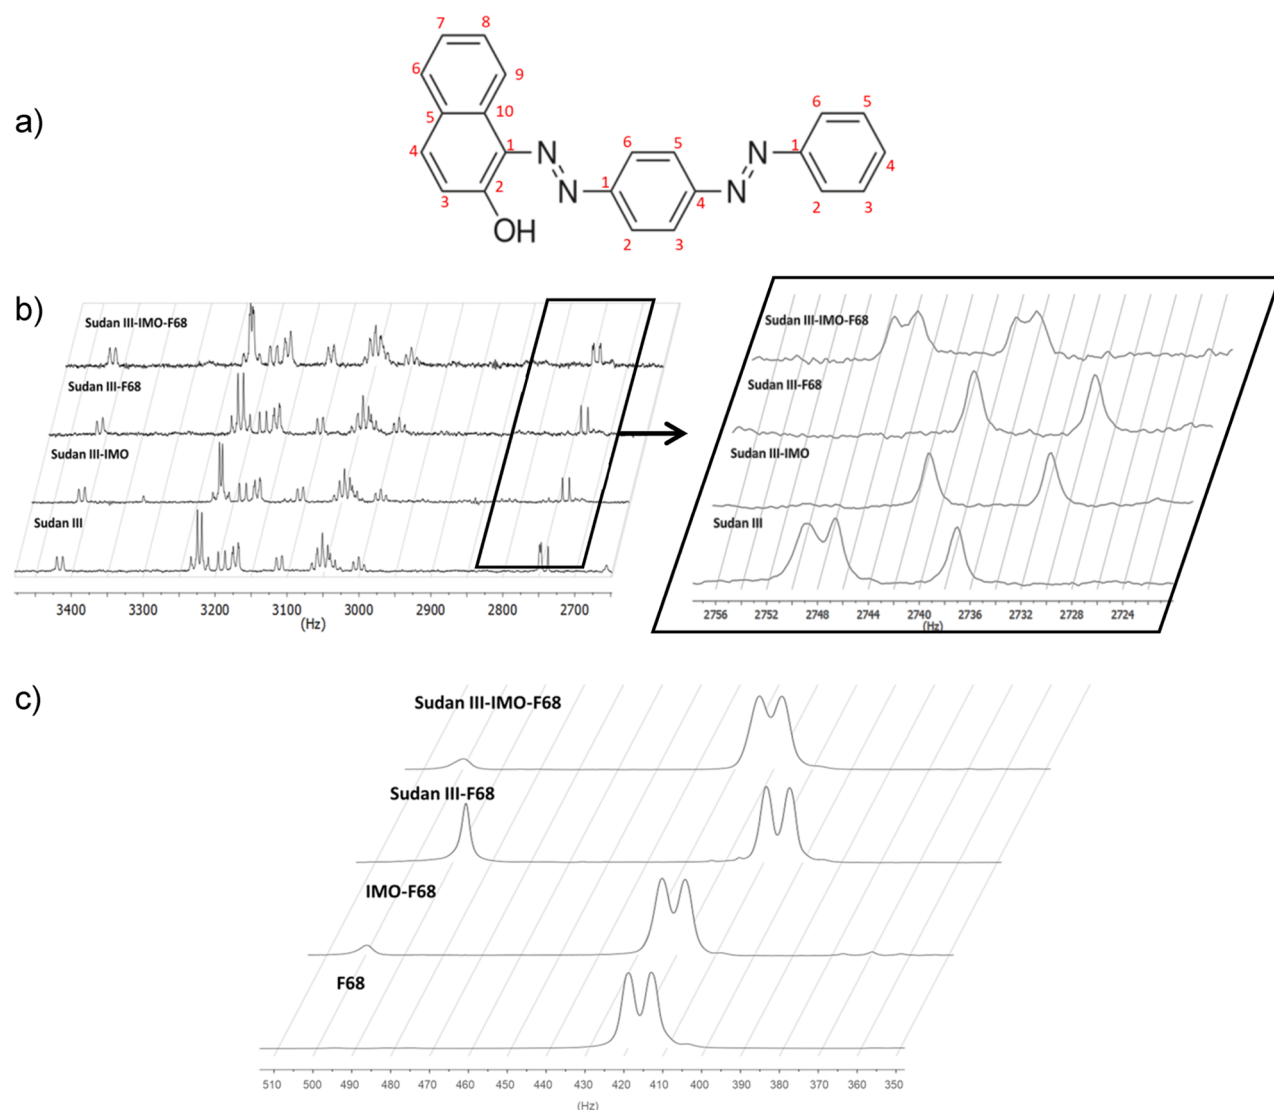 a)
7 8
6 9
5 10
4 1
3 2
OH
N
N
6 5
1 4
2 3
N
N
6 5
1 4
2 3
b)
Sudan III-IMO-F68
Sudan III-F68
Sudan III-IMO
Sudan III
3400 3300 3200 3100 3000 2900 2800 2700
(Hz)
Sudan III-IMO-F68
Sudan III-F68
Sudan III-IMO
Sudan III
2756 2752 2748 2744 2740 2736 2732 2728 2724
(Hz)
c)
Sudan III-IMO-F68
Sudan III-F68
IMO-F68
F68
510 500 490 480 470 460 450 440 430 420 410 400 390 380 370 360 350
(Hz)